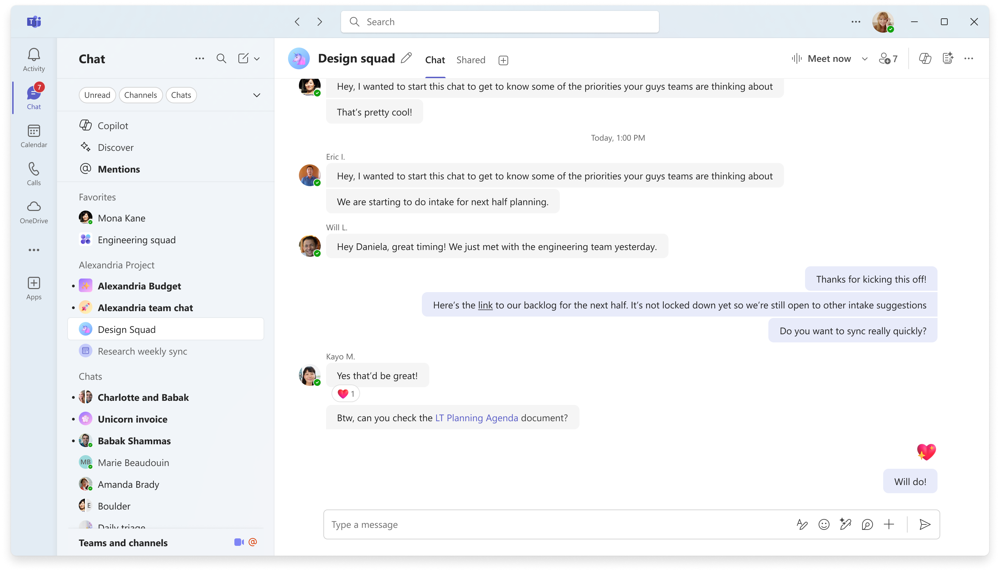 Search
Activity
7
Chat
Calendar
Calls
OneDrive
Apps
Chat
Unread
Channels
Chats
Copilot
Discover
Mentions
Favorites
Mona Kane
Engineering squad
Alexandria Project
Alexandria Budget
Alexandria team chat
Design Squad
Research weekly sync
Chats
Charlotte and Babak
Unicorn invoice
Babak Shammas
MB
Marie Beaudouin
Amanda Brady
E
Boulder
Daily triage
Teams and channels
Design squad
Chat
Shared
Meet now
7
Hey, I wanted to start this chat to get to know some of the priorities your guys teams are thinking about
That’s pretty cool!
Today, 1:00 PM
Eric I.
Hey, I wanted to start this chat to get to know some of the priorities your guys teams are thinking about
We are starting to do intake for next half planning.
Will L.
Hey Daniela, great timing! We just met with the engineering team yesterday.
Thanks for kicking this off!
Here’s the link to our backlog for the next half. It’s not locked down yet so we’re still open to other intake suggestions
Do you want to sync really quickly?
Kayo M.
Yes that’d be great!
1
Btw, can you check the LT Planning Agenda document?
Will do!
Type a message